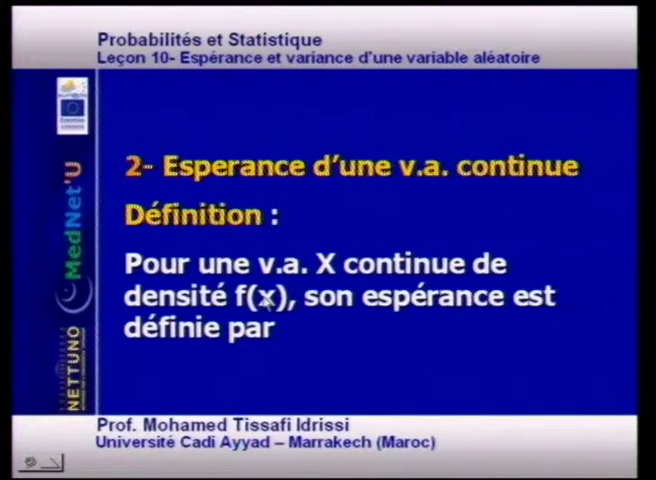 Probabilités et Statistique
Leçon 10- Espérance et variance d'une variable aléatoire
2- Esperance d'une v.a. continue
Définition :
Pour une v.a. X continue de
densité f(x), son espérance est
définie par
MedNet'U
NETTUNO
Prof. Mohamed Tissafi Idrissi
Université Cadi Ayyad – Marrakech (Maroc)